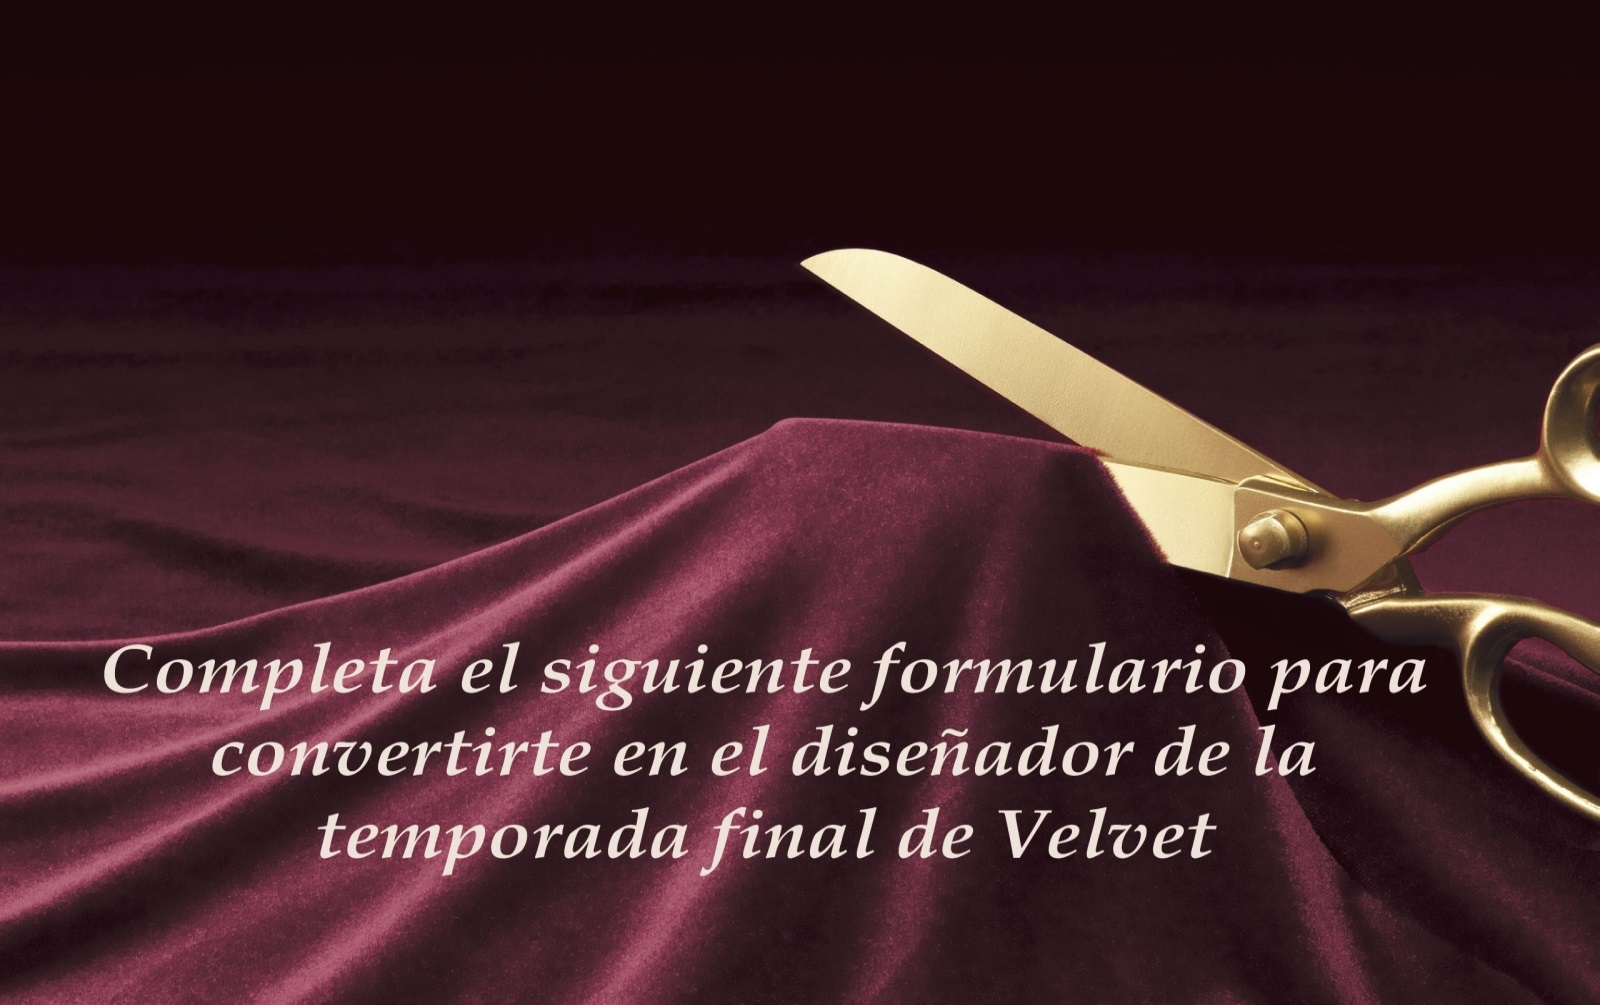 Completa el siguiente formulario para
convertirte en el diseñador de la
temporada final de Velvet